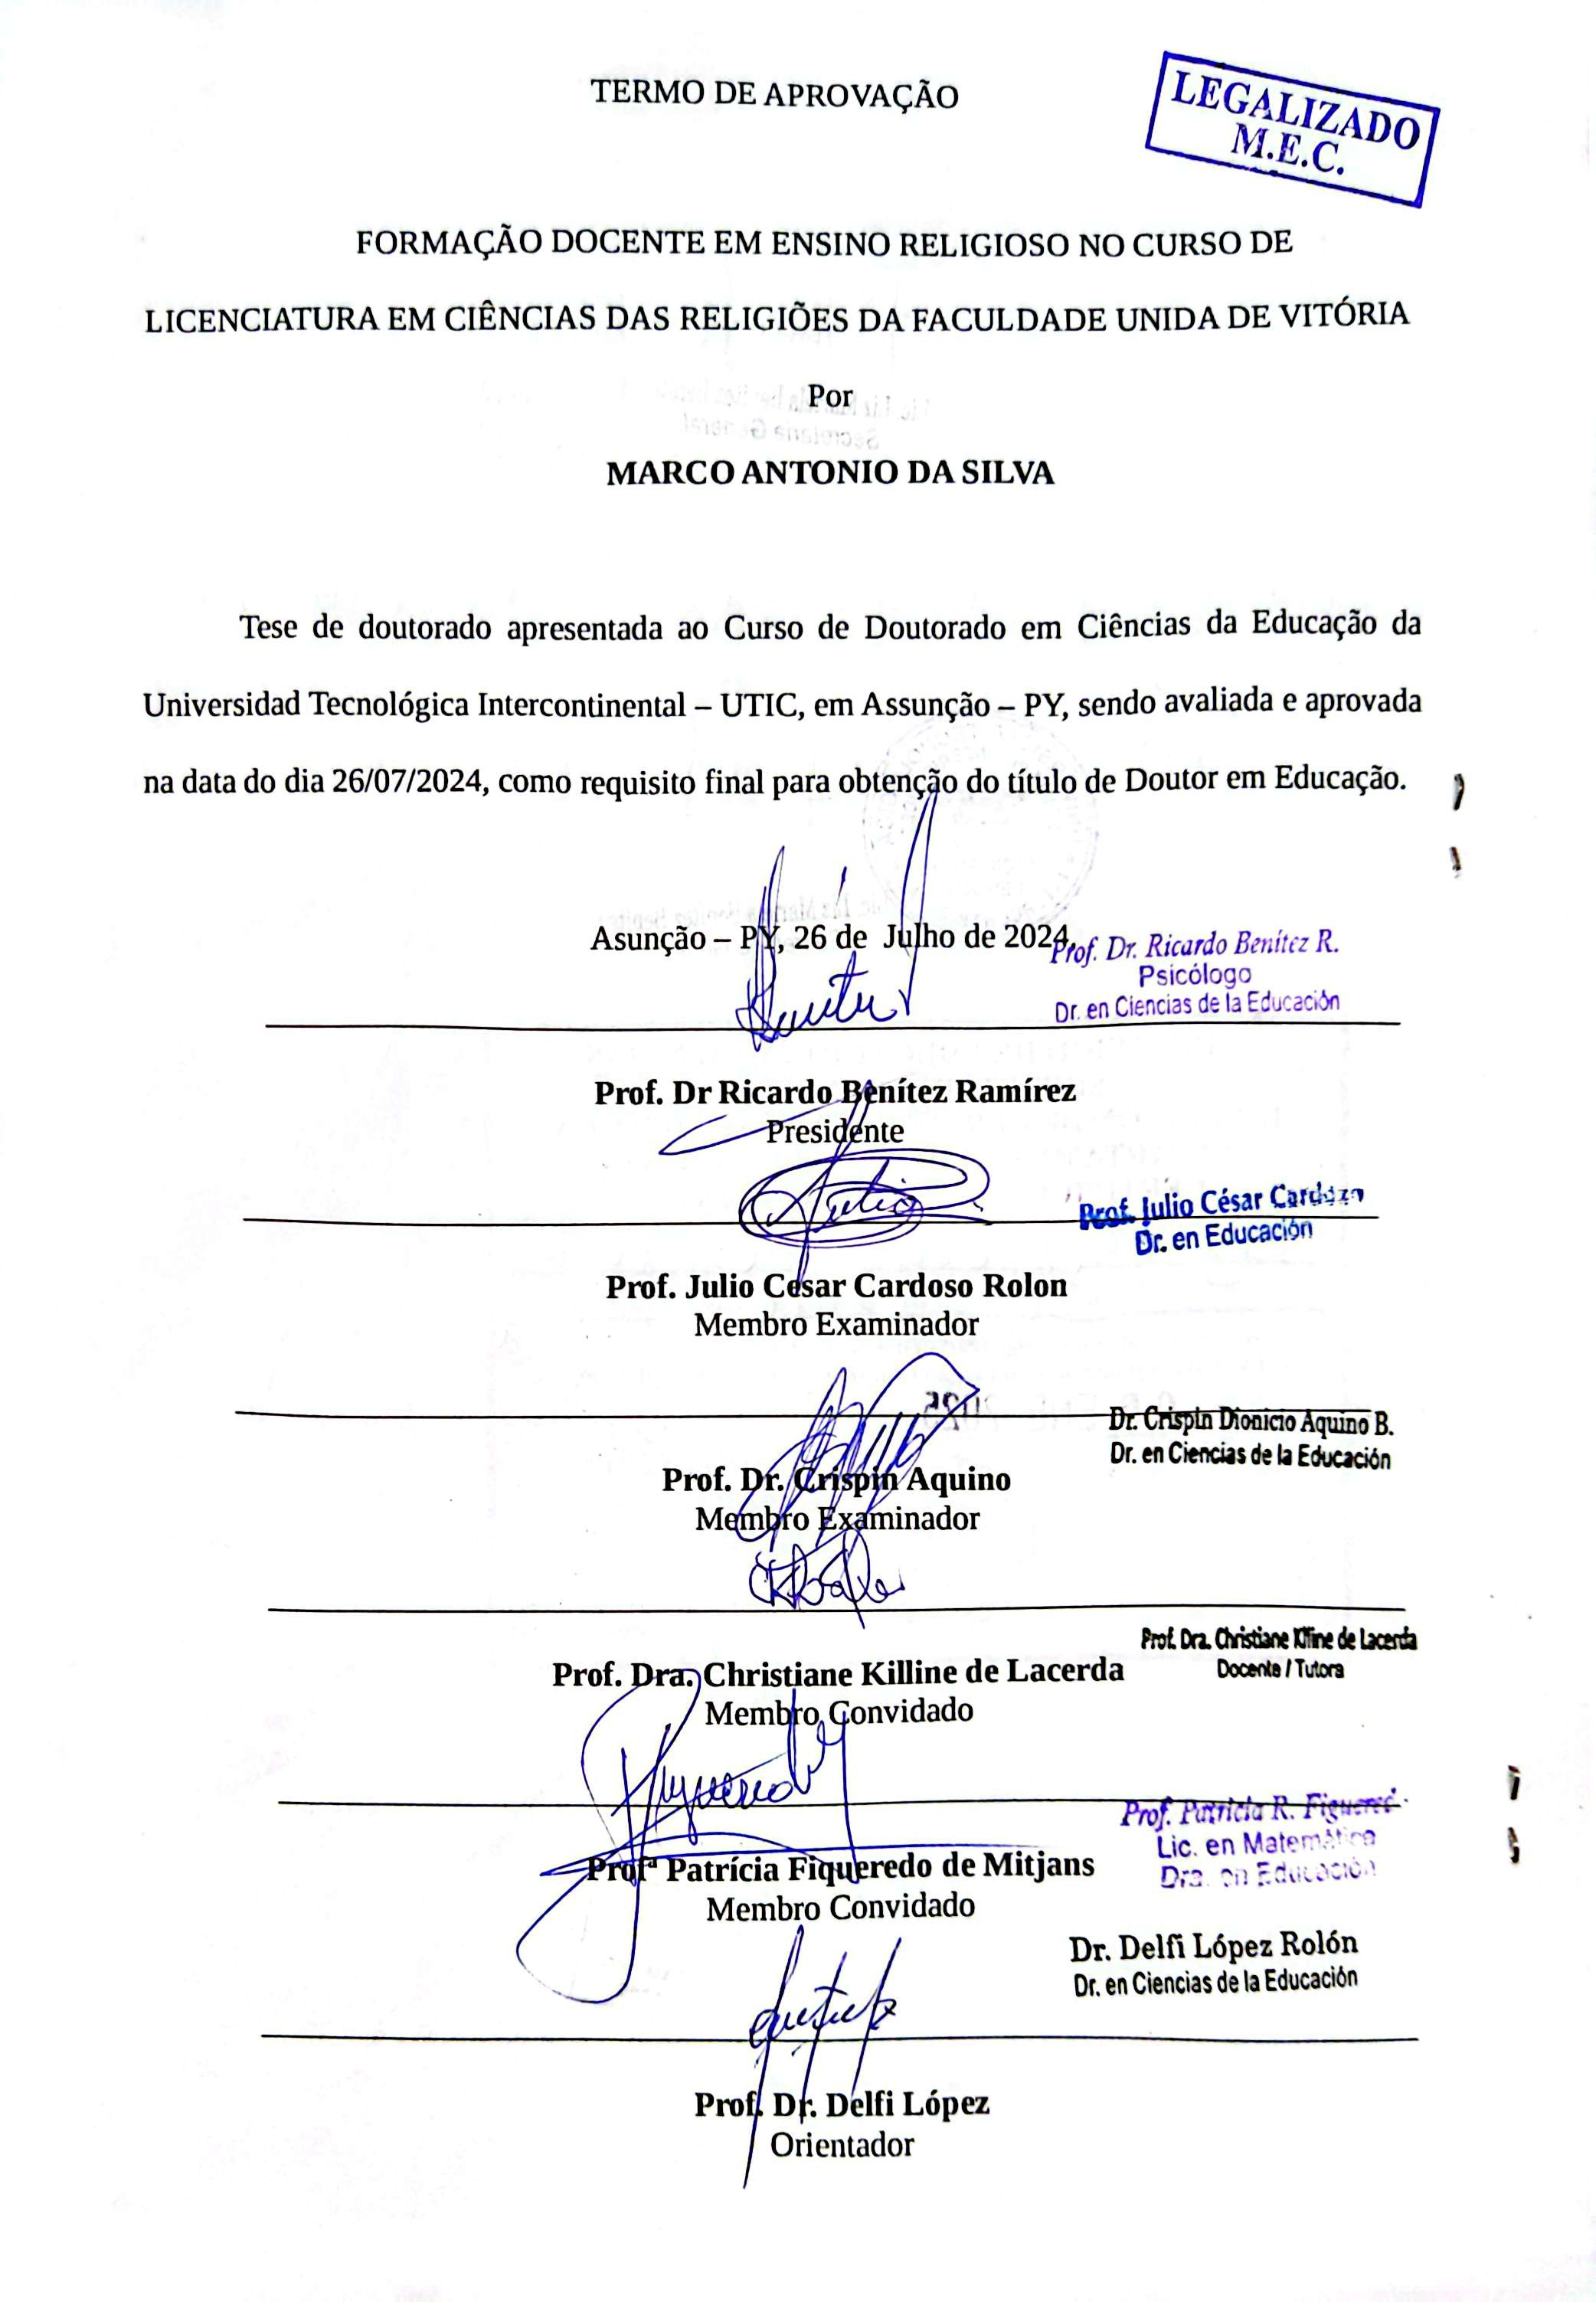 TERMO DE APROVAÇÃO
LEGALIZADO
M.E.C.
FORMAÇÃO DOCENTE EM ENSINO RELIGIOSO NO CURSO DE
LICENCIATURA EM CIÊNCIAS DAS RELIGIÕES DA FACULDADE UNIDA DE VITÓRIA
Por
MARCO ANTONIO DA SILVA
Tese de doutorado apresentada ao Curso de Doutorado em Ciências da Educação da
Universidad Tecnológica Intercontinental – UTIC, em Assunção – PY, sendo avaliada e aprovada
na data do dia 26/07/2024, como requisito final para obtenção do título de Doutor em Educação.
Asunção – PY, 26 de Julho de 2024.
Prof. Dr. Ricardo Benítez R.
Psicólogo
Dr. en Ciencias de la Educación
Prof. Dr Ricardo Benítez Ramírez
Presidente
Prof. Julio César Cardozo
Dr. en Educación
Prof. Julio Cesar Cardoso Rolon
Membro Examinador
Dr. Crispin Dionicio Aquino B.
Dr. en Ciencias de la Educación
Prof. Dr. Crispin Aquino
Membro Examinador
Prof. Dra. Christiane Kiline de Lacerda
Docente / Tutora
Prof. Dra. Christiane Killine de Lacerda
Membro Convidado
Prof. Patricia R.
Lic. en Matemática
Dra. en Educación
Profª Patrícia Fiqueredo de Mitjans
Membro Convidado
Dr. Delfi López Rolón
Dr. en Ciencias de la Educación
Prof. Dr. Delfi López
Orientador